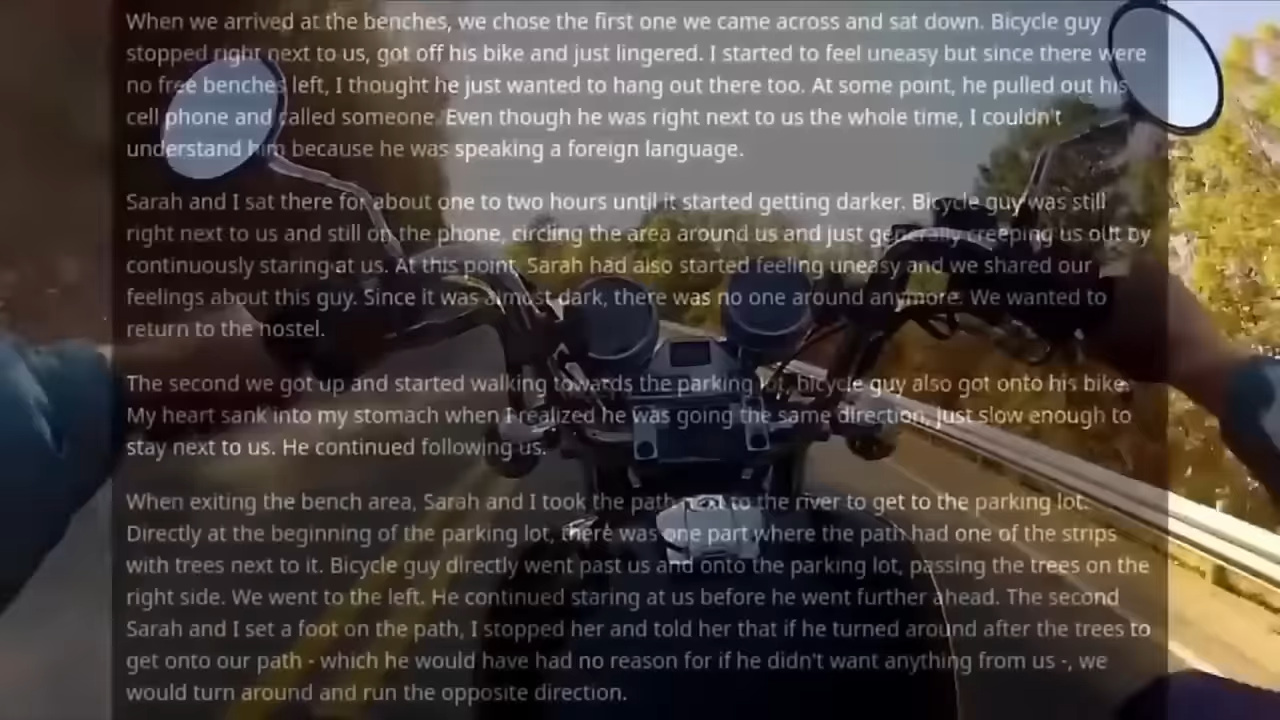 When we arrived at the benches, we chose the first one we came across and sat down. Bicycle guy
stopped right next to us, got off his bike and just lingered. I started to feel uneasy but since there were
no free benches left, I thought he just wanted to hang out there too. At some point, he pulled out his
cell phone and called someone. Even though he was right next to us the whole time, I couldn't
understand him because he was speaking a foreign language.
Sarah and I sat there for about one to two hours until it started getting darker. Bicycle guy was still
right next to us and still on the phone, circling the area around us and just generally creeping us out by
continuously staring at us. At this point, Sarah had also started feeling uneasy and we shared our
feelings about this guy. Since it was almost dark, there was no one around anymore. We wanted to
return to the hostel.
The second we got up and started walking towards the parking lot, bicycle guy also got onto his bike.
My heart sank into my stomach when I realized he was going the same direction, just slow enough to
stay next to us. He continued following us.
When exiting the bench area, Sarah and I took the path next to the river to get to the parking lot.
Directly at the beginning of the parking lot, there was one part where the path had one of the strips
with trees next to it. Bicycle guy directly went past us and onto the parking lot, passing the trees on the
right side. We went to the left. He continued staring at us before he went further ahead. The second
Sarah and I set a foot on the path, I stopped her and told her that if he turned around after the trees to
get onto our path - which he would have had no reason for if he didn't want anything from us -, we
would turn around and run the opposite direction.